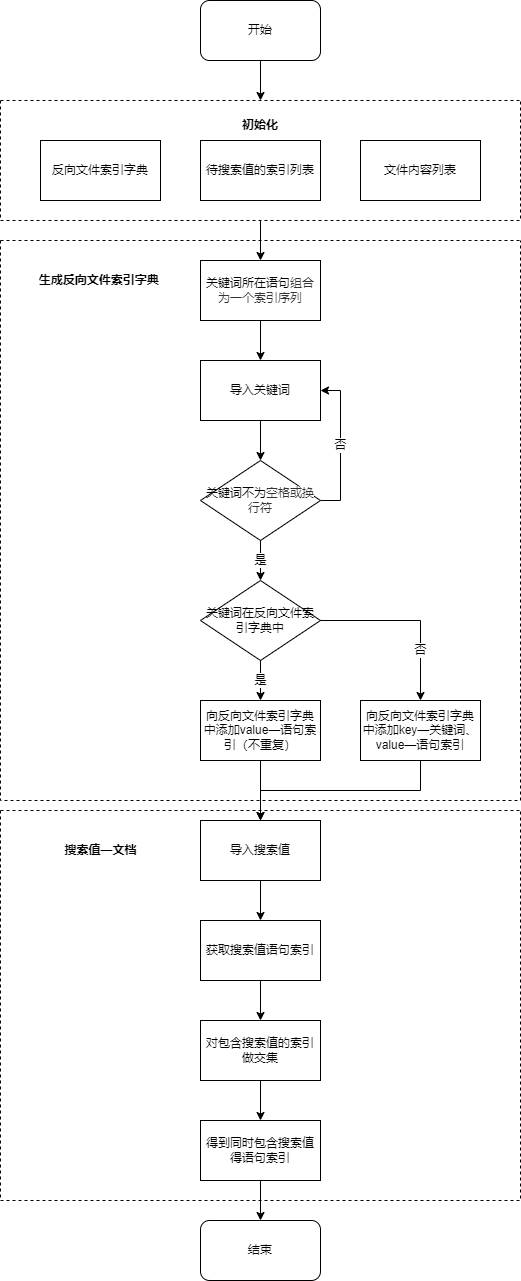 开始
初始化
反向文件索引字典
待搜索值的索引列表
文件内容列表
生成反向文件索引字典
关键词所在语句组合
为一个索引序列
导入关键词
否
关键词不为空格或换
行符
是
关键词在反向文件索
引字典中
否
是
向反向文件索引字典
中添加value—语句索
引（不重复）
向反向文件索引字典
中添加key—关键词、
value—语句索引
搜索值—文档
导入搜索值
获取搜索值语句索引
对包含搜索值的索引
做交集
得到同时包含搜索值
得语句索引
结束